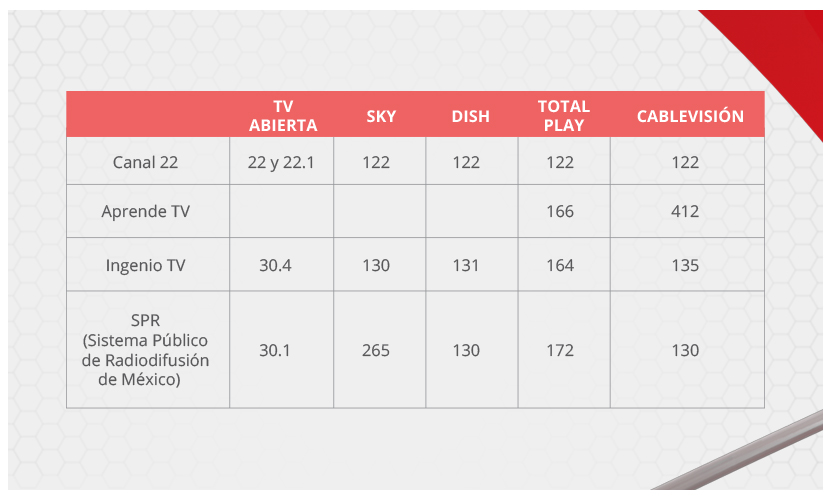 TV ABIERTA SKY DISH TOTAL PLAY CABLEVISIÓN
Canal 22 22 y 22.1 122 122 122 122
Aprende TV 166 412
Ingenio TV 30.4 130 131 164 135
SPR
(Sistema Público
de Radiodifusión
de México) 30.1 265 130 172 130